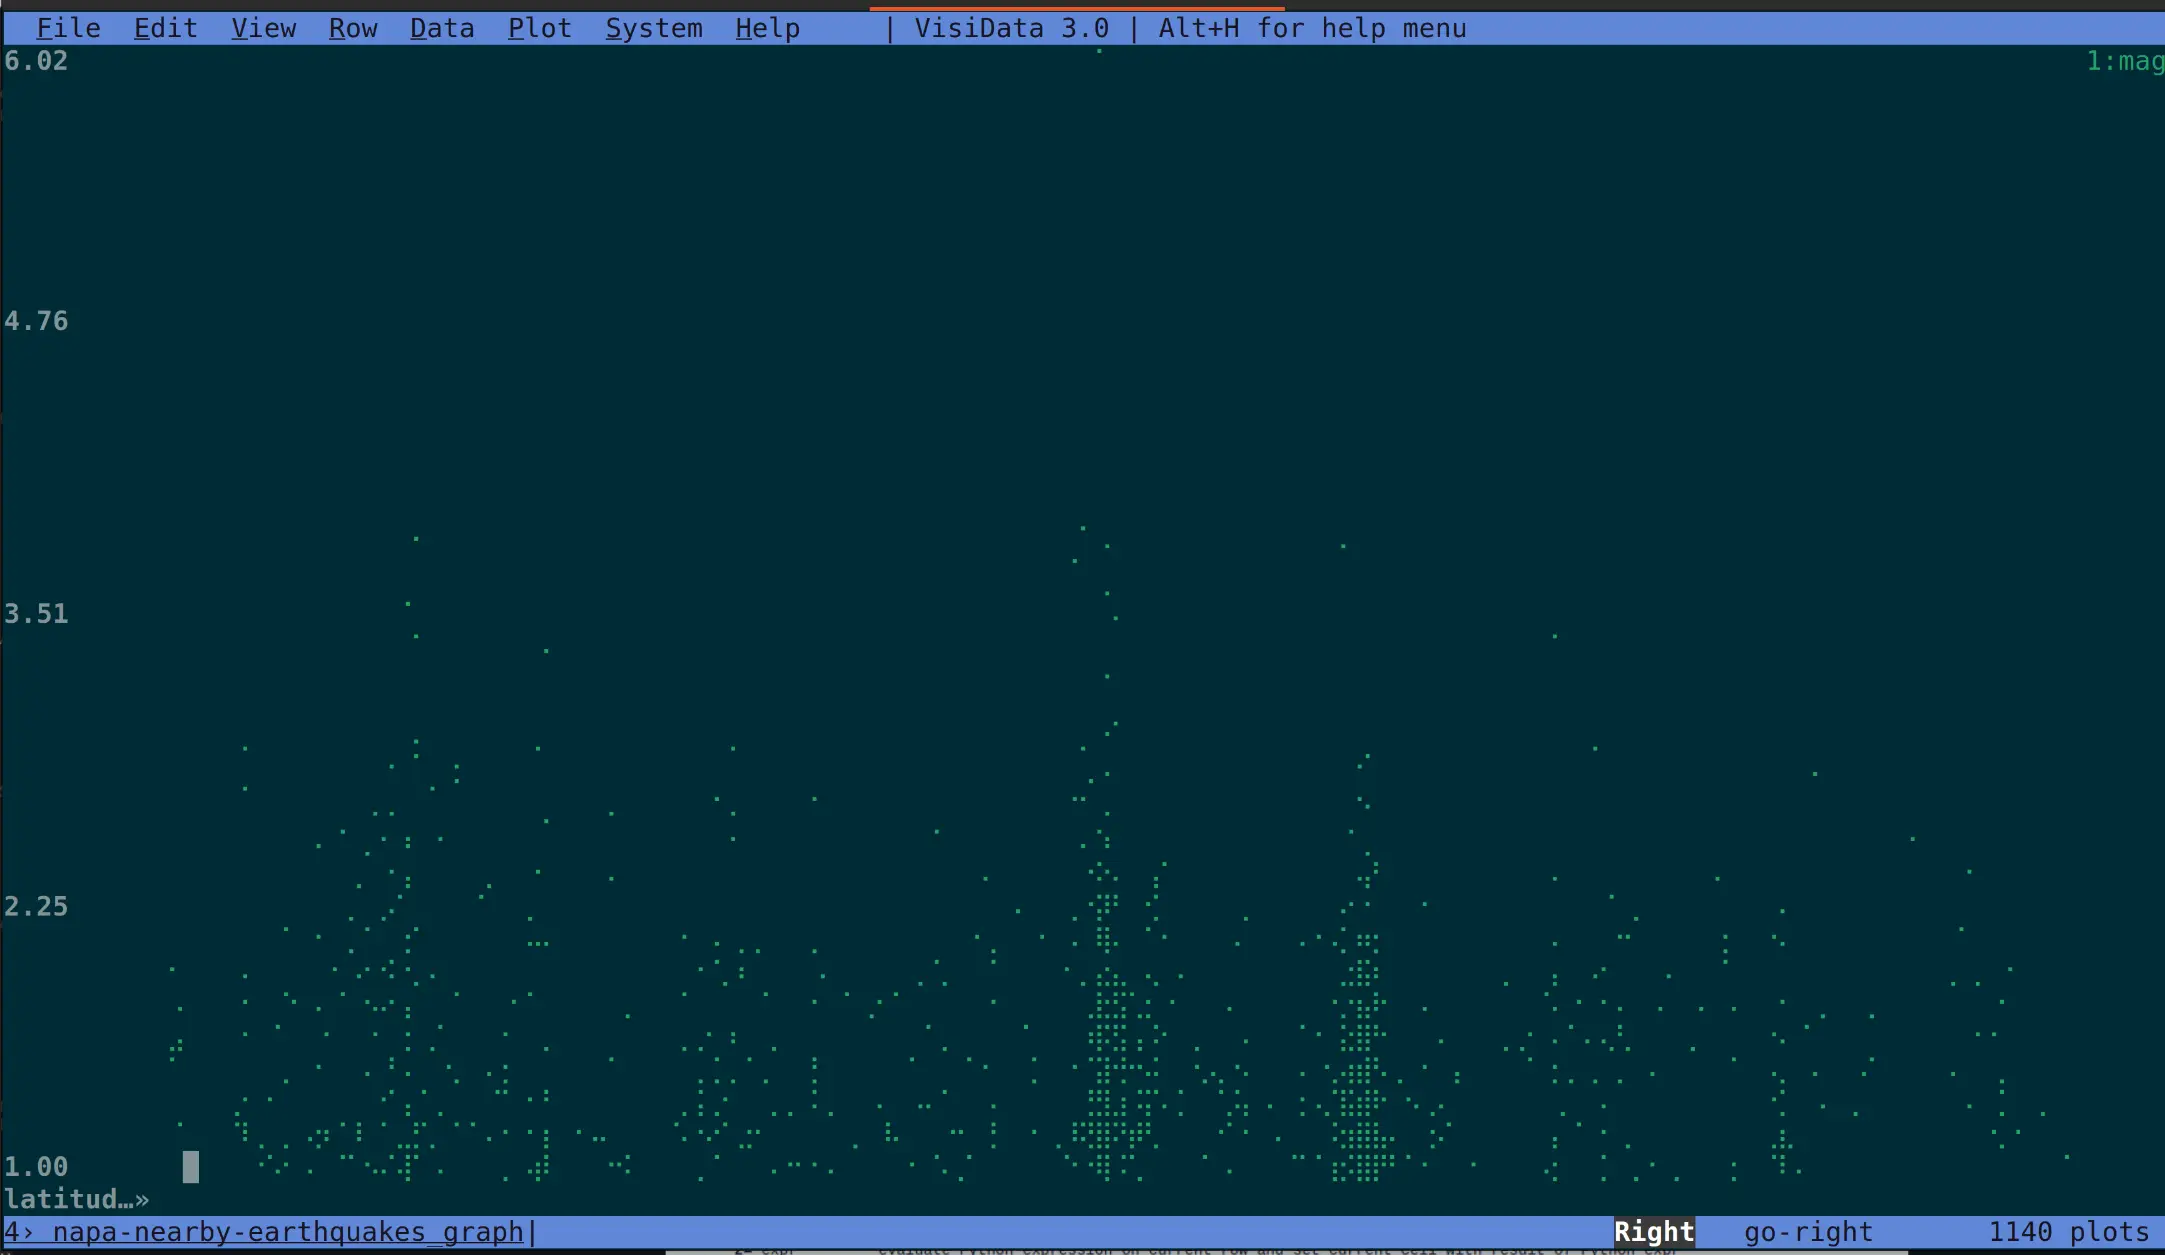 File Edit View Row Data Plot System Help | VisiData 3.0 | Alt+H for help menu
6.02 1:mag
4.76
3.51
2.25
1.00
latitud…»
4› napa-nearby-earthquakes_graph| Right go-right 1140 plots